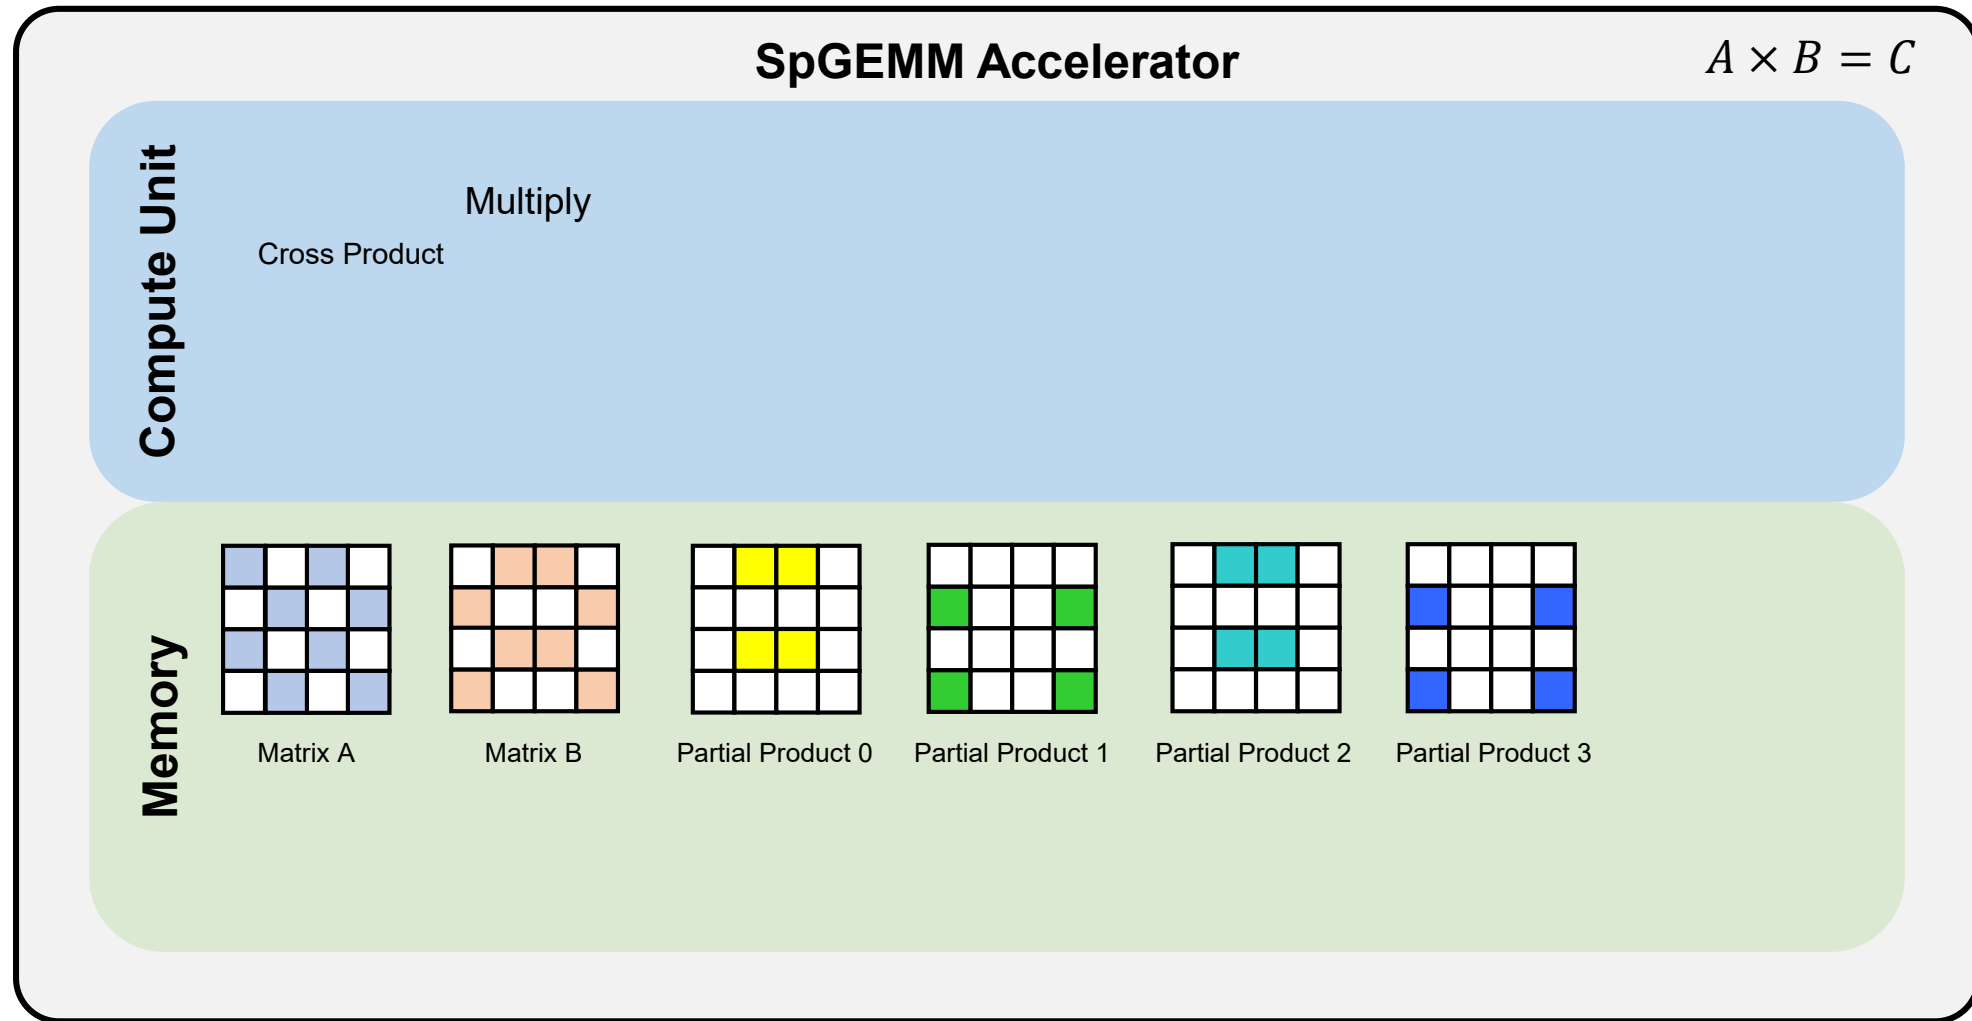 SpGEMM Accelerator
A × B = C
Compute Unit
Multiply
Cross Product
Memory
Matrix A
Matrix B
Partial Product 0
Partial Product 1
Partial Product 2
Partial Product 3